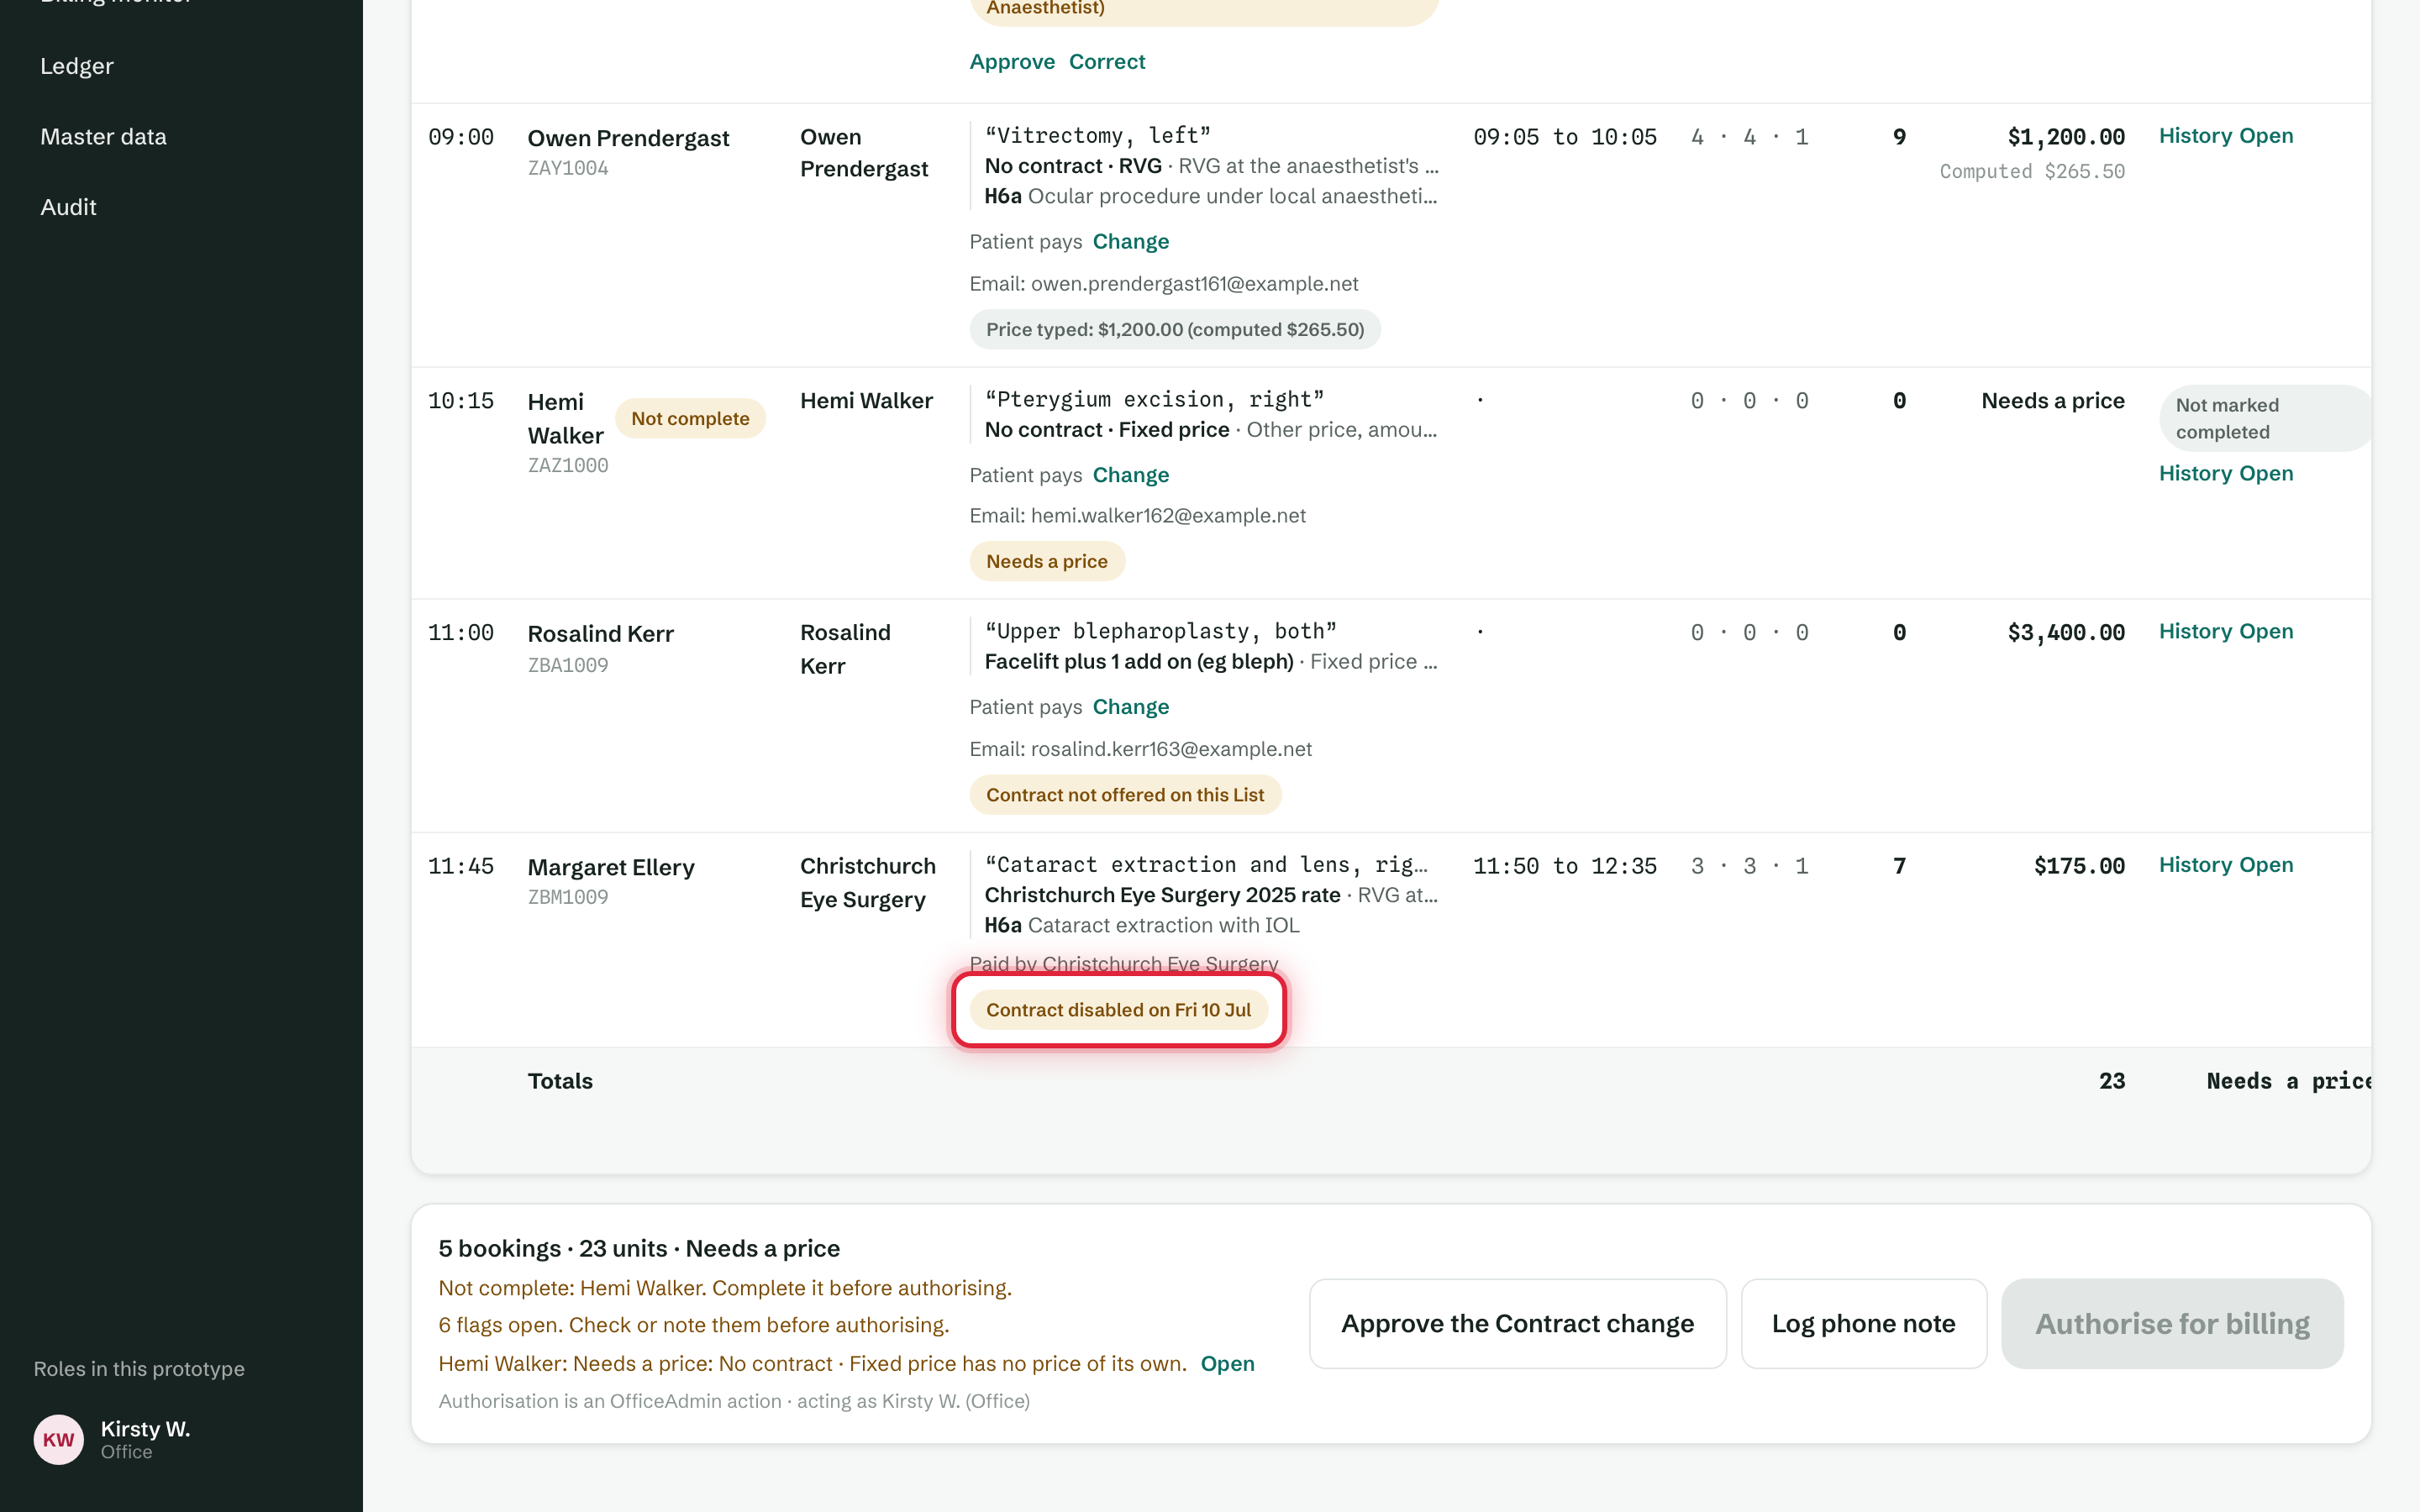 Billing monitor
Ledger
Master data
Audit
Roles in this prototype
KW
Kirsty W.
Office
Anaesthetist)
Approve Correct
09:00
Owen Prendergast
ZAY1004
Owen
Prendergast
“Vitrectomy, left”
No contract · RVG · RVG at the anaesthetist's ...
H6a Ocular procedure under local anaestheti...
Patient pays Change
Email: owen.prendergast161@example.net
Price typed: $1,200.00 (computed $265.50)
09:05 to 10:05
4 · 4 · 1
9
$1,200.00
Computed $265.50
History Open
10:15
Hemi
Walker
Not complete
ZAZ1000
Hemi Walker
“Pterygium excision, right”
No contract · Fixed price · Other price, amou...
Patient pays Change
Email: hemi.walker162@example.net
Needs a price
·
0 · 0 · 0
0
Needs a price
Not marked
completed
History Open
11:00
Rosalind Kerr
ZBA1009
Rosalind
Kerr
“Upper blepharoplasty, both”
Facelift plus 1 add on (eg bleph) · Fixed price ...
Patient pays Change
Email: rosalind.kerr163@example.net
Contract not offered on this List
·
0 · 0 · 0
0
$3,400.00
History Open
11:45
Margaret Ellery
ZBM1009
Christchurch
Eye Surgery
“Cataract extraction and lens, rig...
Christchurch Eye Surgery 2025 rate · RVG at...
H6a Cataract extraction with IOL
Paid by Christchurch Eye Surgery
Contract disabled on Fri 10 Jul
11:50 to 12:35
3 · 3 · 1
7
$175.00
History Open
Totals
23
Needs a price
5 bookings · 23 units · Needs a price
Not complete: Hemi Walker. Complete it before authorising.
6 flags open. Check or note them before authorising.
Hemi Walker: Needs a price: No contract · Fixed price has no price of its own. Open
Authorisation is an OfficeAdmin action · acting as Kirsty W. (Office)
Approve the Contract change
Log phone note
Authorise for billing